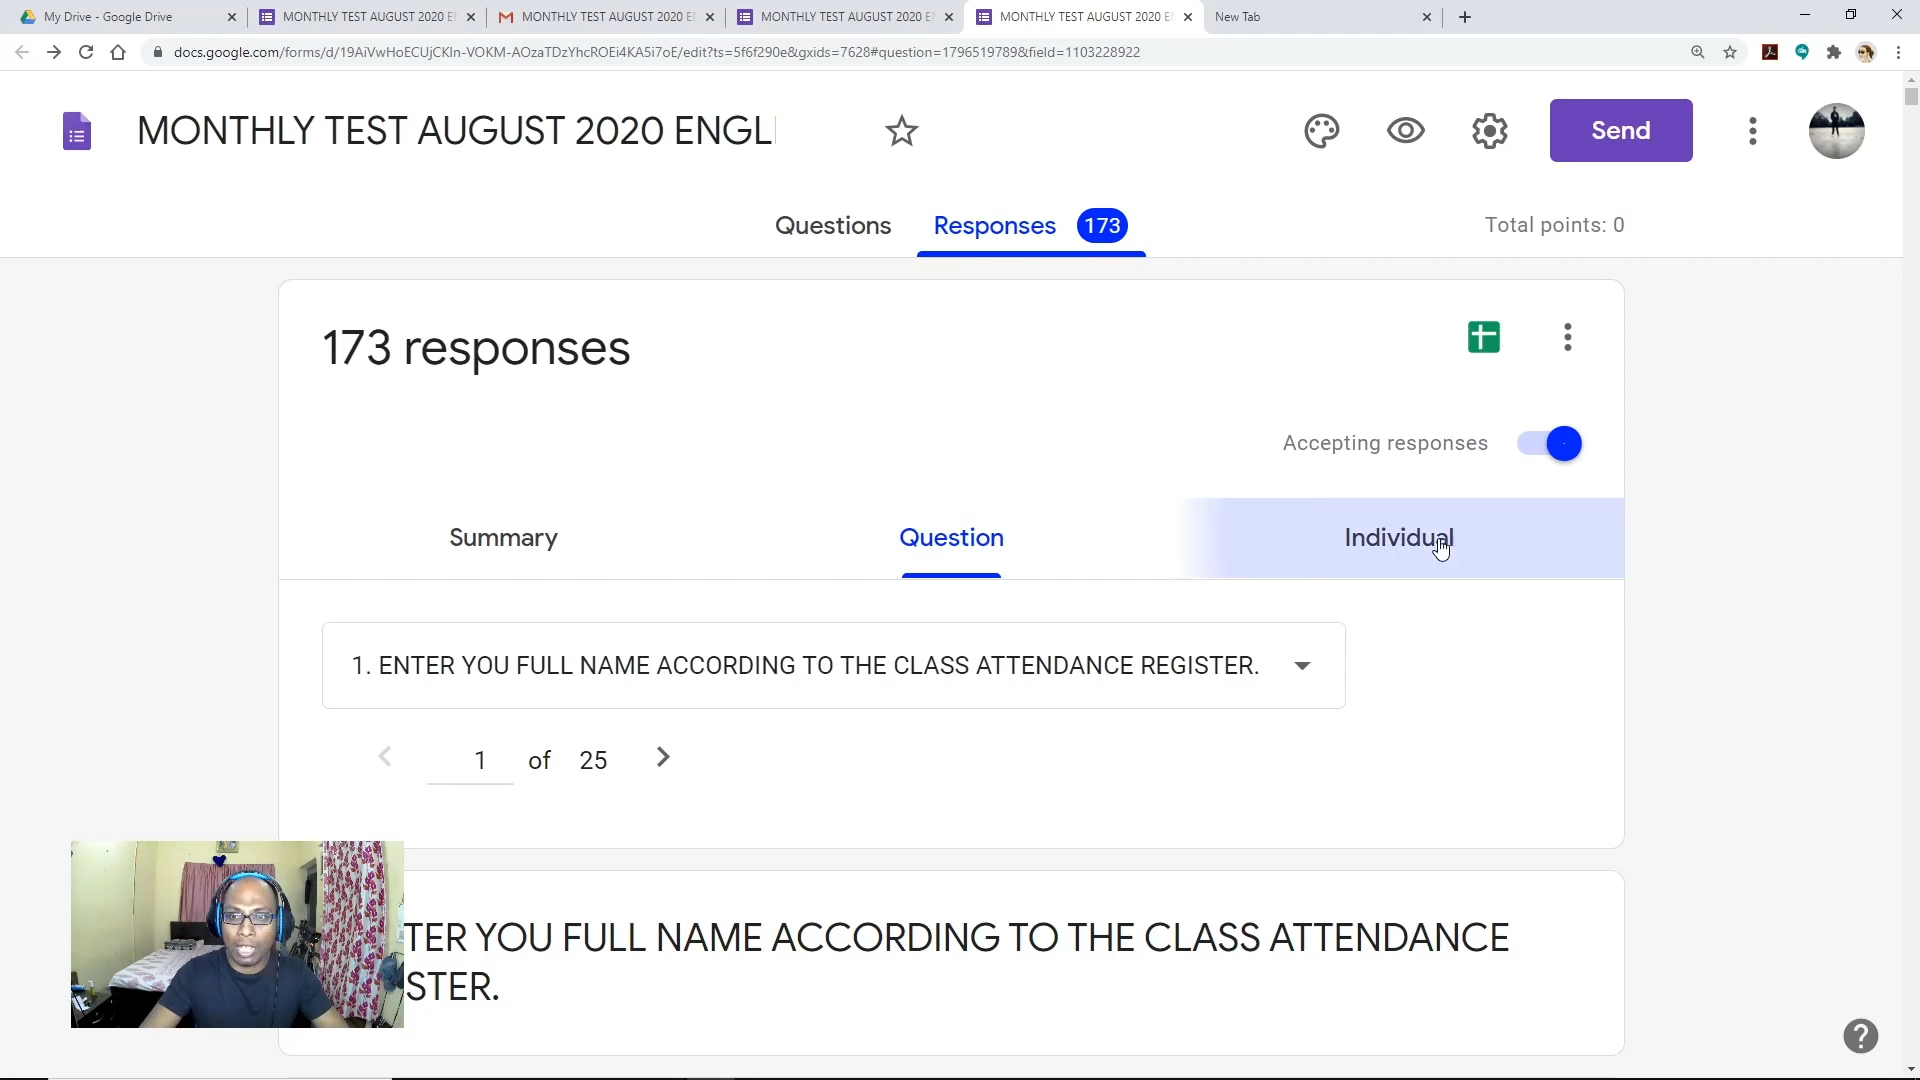 My Drive - Google Drive
MONTHLY TEST AUGUST 2020 E
MONTHLY TEST AUGUST 2020 E
MONTHLY TEST AUGUST 2020 E
MONTHLY TEST AUGUST 2020 E
New Tab
docs.google.com/forms/d/19AiVwHoECUjCKln-VOKM-AOzaTDzYhcROEi4KA5i7oE/edit?ts=5f6f290e&gxids=7628#question=1796519789&field=1103228922
MONTHLY TEST AUGUST 2020 ENGL
Send
Questions
Responses 173
Total points: 0
173 responses
Accepting responses
Summary
Question
Individual
1. ENTER YOU FULL NAME ACCORDING TO THE CLASS ATTENDANCE REGISTER.
1 of 25
TER YOU FULL NAME ACCORDING TO THE CLASS ATTENDANCE
STER.